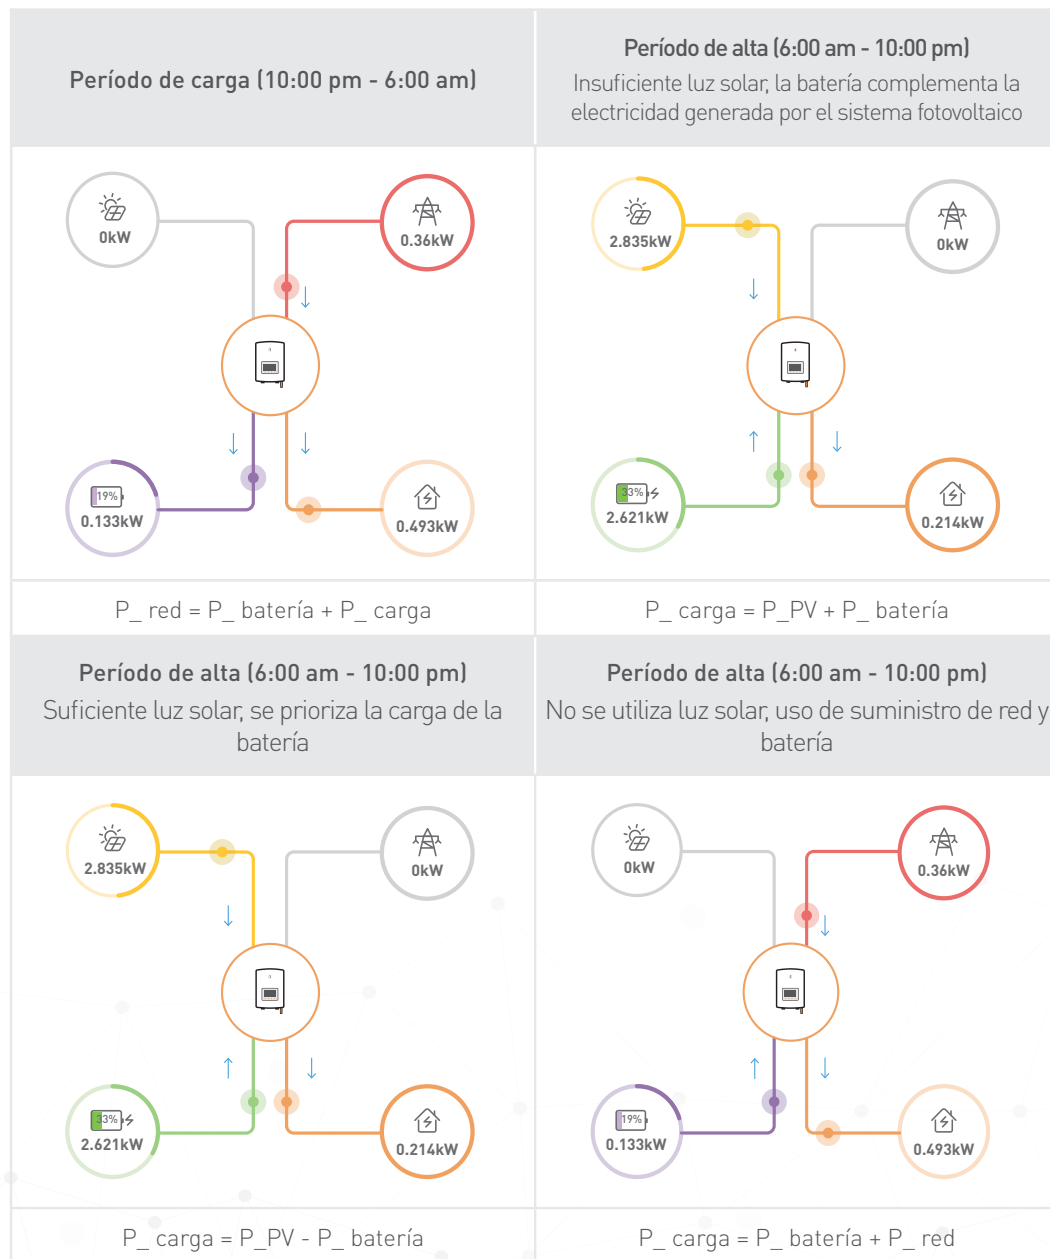 Período de carga (10:00 pm - 6:00 am)
Período de alta (6:00 am - 10:00 pm)
Insuficiente luz solar, la batería complementa la
electricidad generada por el sistema fotovoltaico
0kW
0.36kW
19%
0.133kW
0.493kW
2.835kW
0kW
33%
2.621kW
0.214kW
P_ red = P_ batería + P_ carga
P_ carga = P_PV + P_ batería
Período de alta (6:00 am - 10:00 pm)
Suficiente luz solar, se prioriza la carga de la
batería
Período de alta (6:00 am - 10:00 pm)
No se utiliza luz solar, uso de suministro de red y
batería
2.835kW
0kW
33%
2.621kW
0.214kW
0kW
0.36kW
19%
0.133kW
0.493kW
P_ carga = P_PV - P_ batería
P_ carga = P_ batería + P_ red